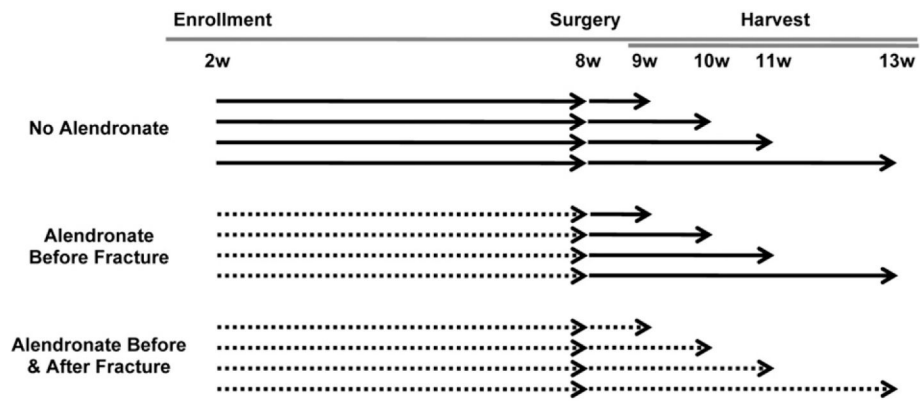 Enrollment Surgery Harvest
2w 8w 9w 10w 11w 13w
No Alendronate
Alendronate
Before Fracture
Alendronate Before
& After Fracture